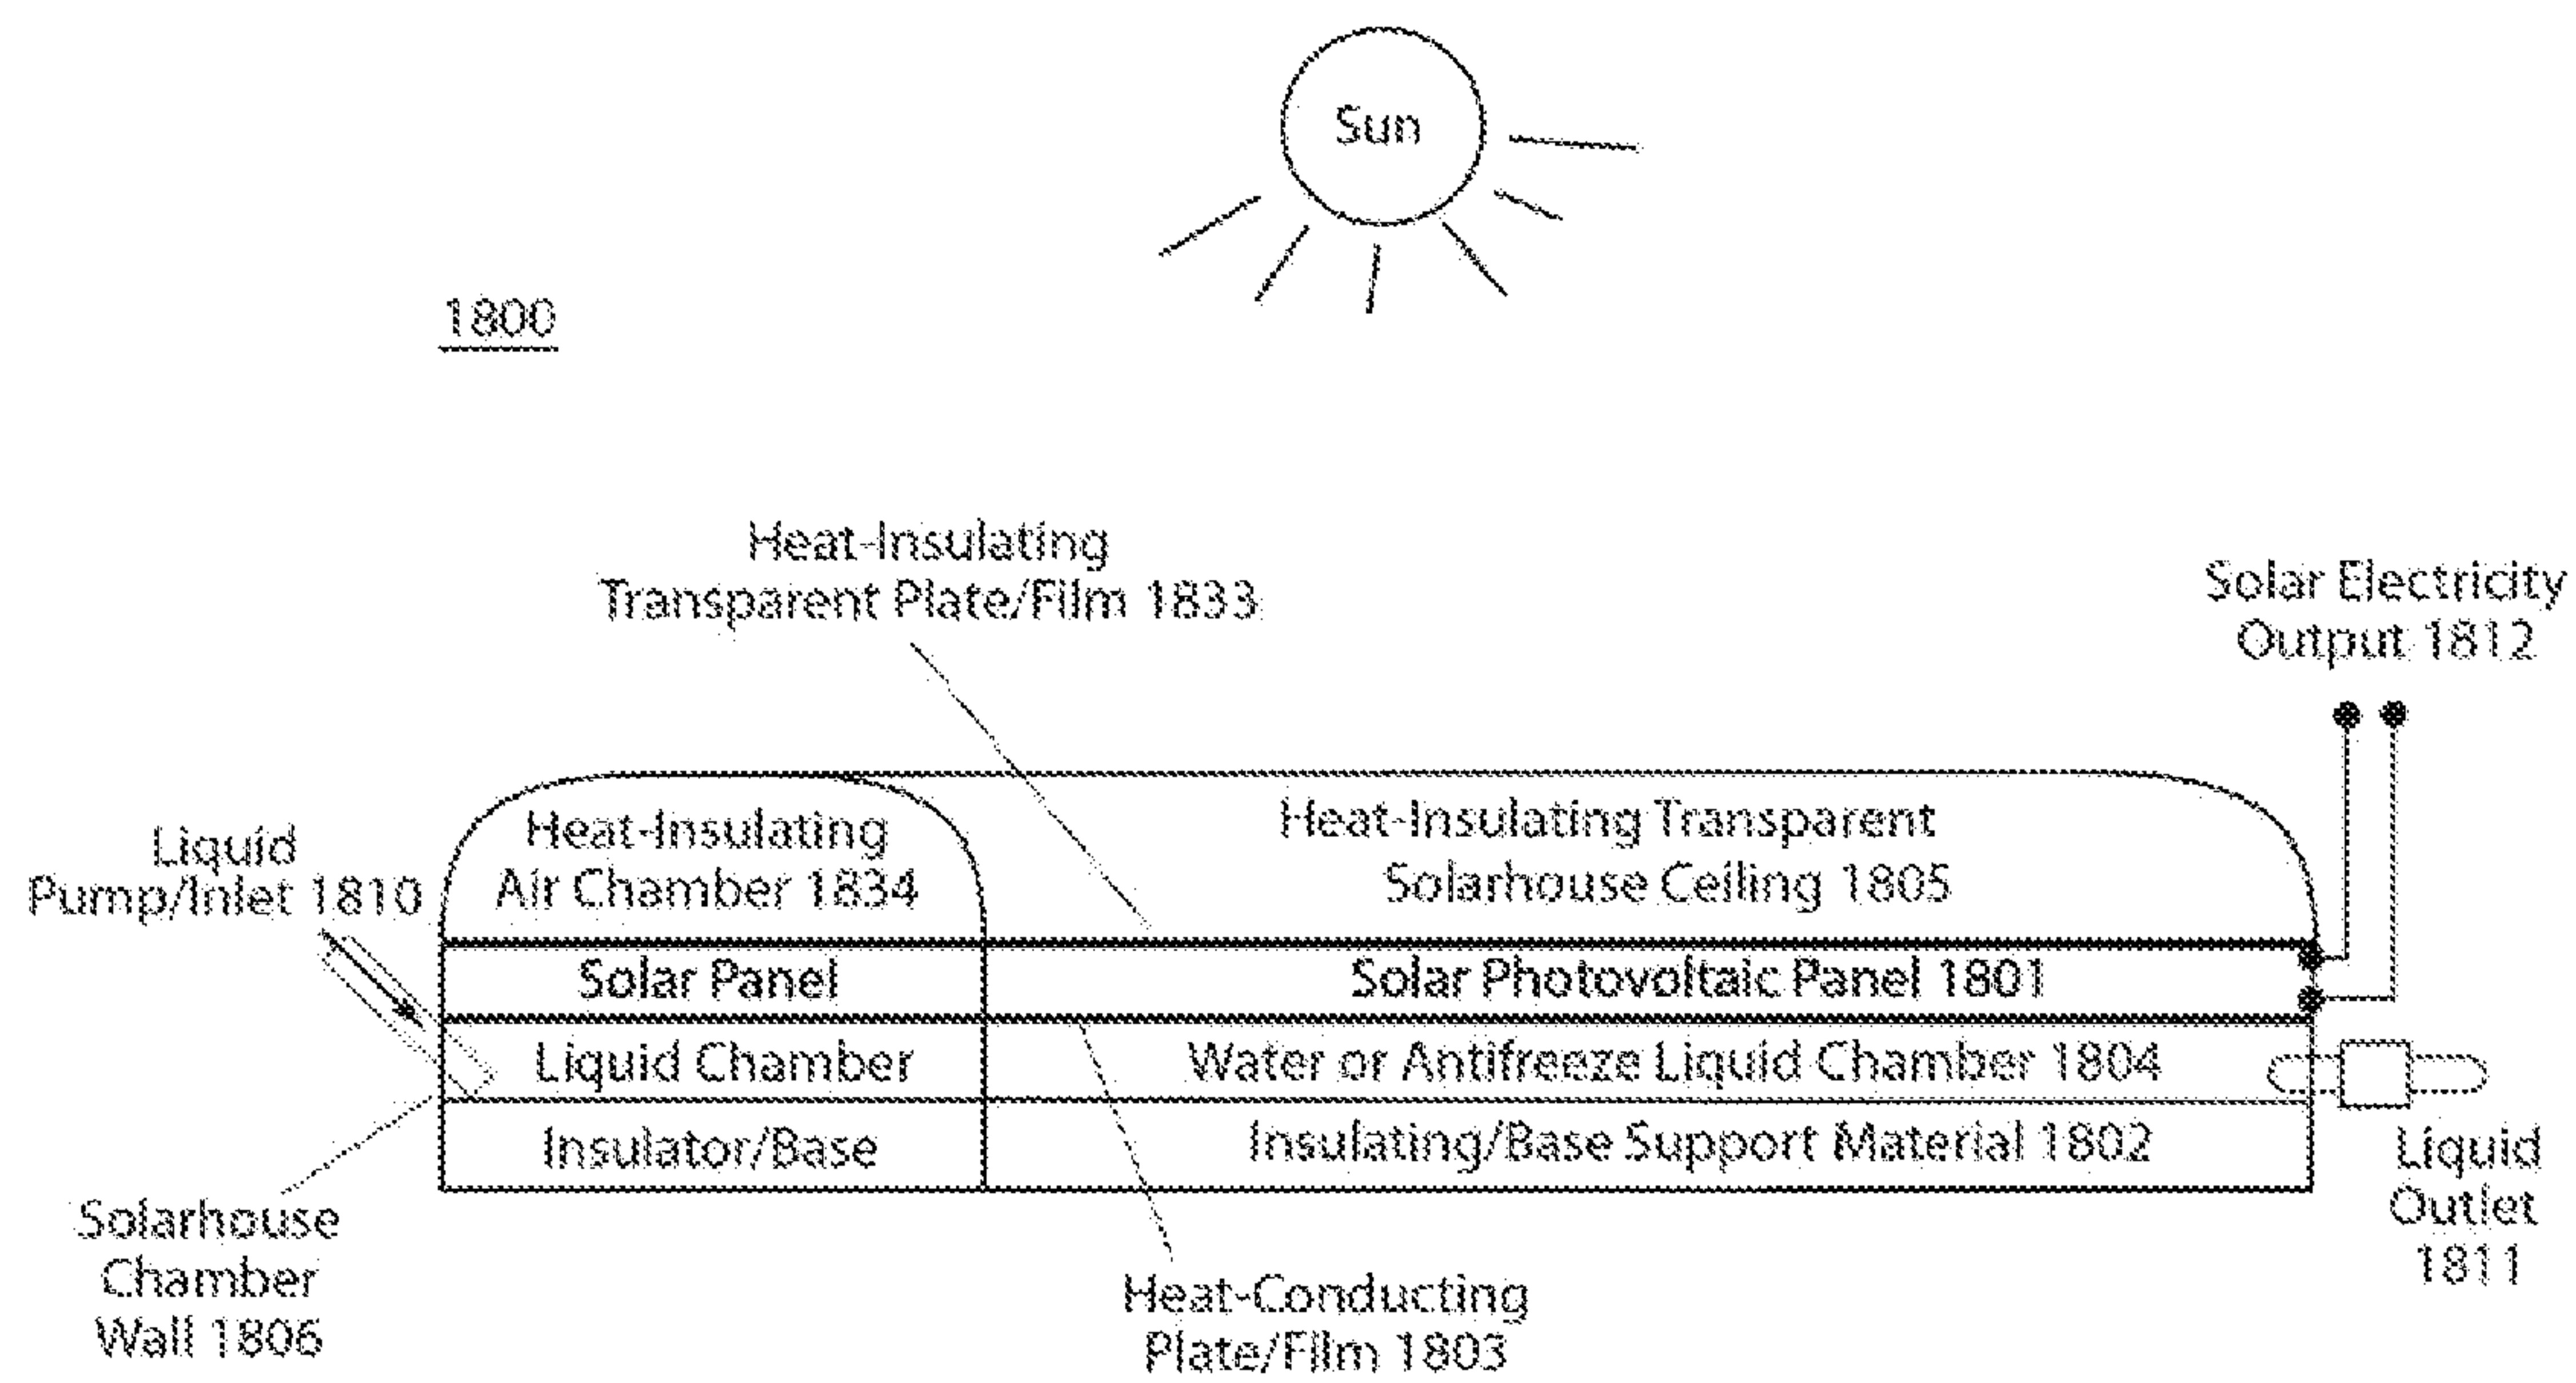 Sun
1800
Heat-Insulating
Transparent Plate/Film 1833
Solar Electricity
Output 1812
Heat-Insulating
Air Chamber 1834
Heat-Insulating Transparent
Solarhouse Ceiling 1805
Liquid
Pump/Inlet 1810
Solar Panel
Solar Photovoltaic Panel 1801
Liquid Chamber
Water or Antifreeze Liquid Chamber 1804
Insulator/Base
Insulating/Base Support Material 1802
Liquid
Outlet
1811
Solarhouse
Chamber
Wall 1806
Heat-Conducting
Plate/Film 1803